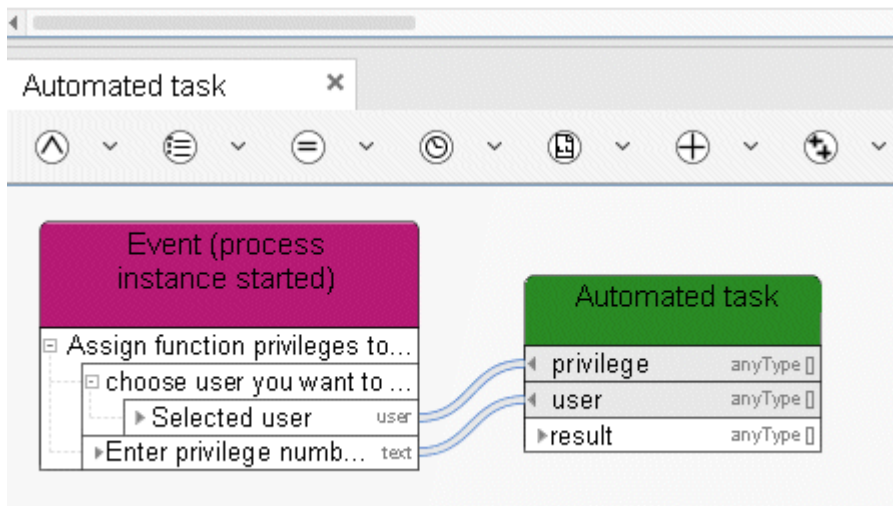 Automated task
Event (process
instance started)
Assign function privileges to...
choose user you want to ...
Selected user user
Enter privilege numb... text
Automated task
privilege anyType []
user anyType []
result anyType []